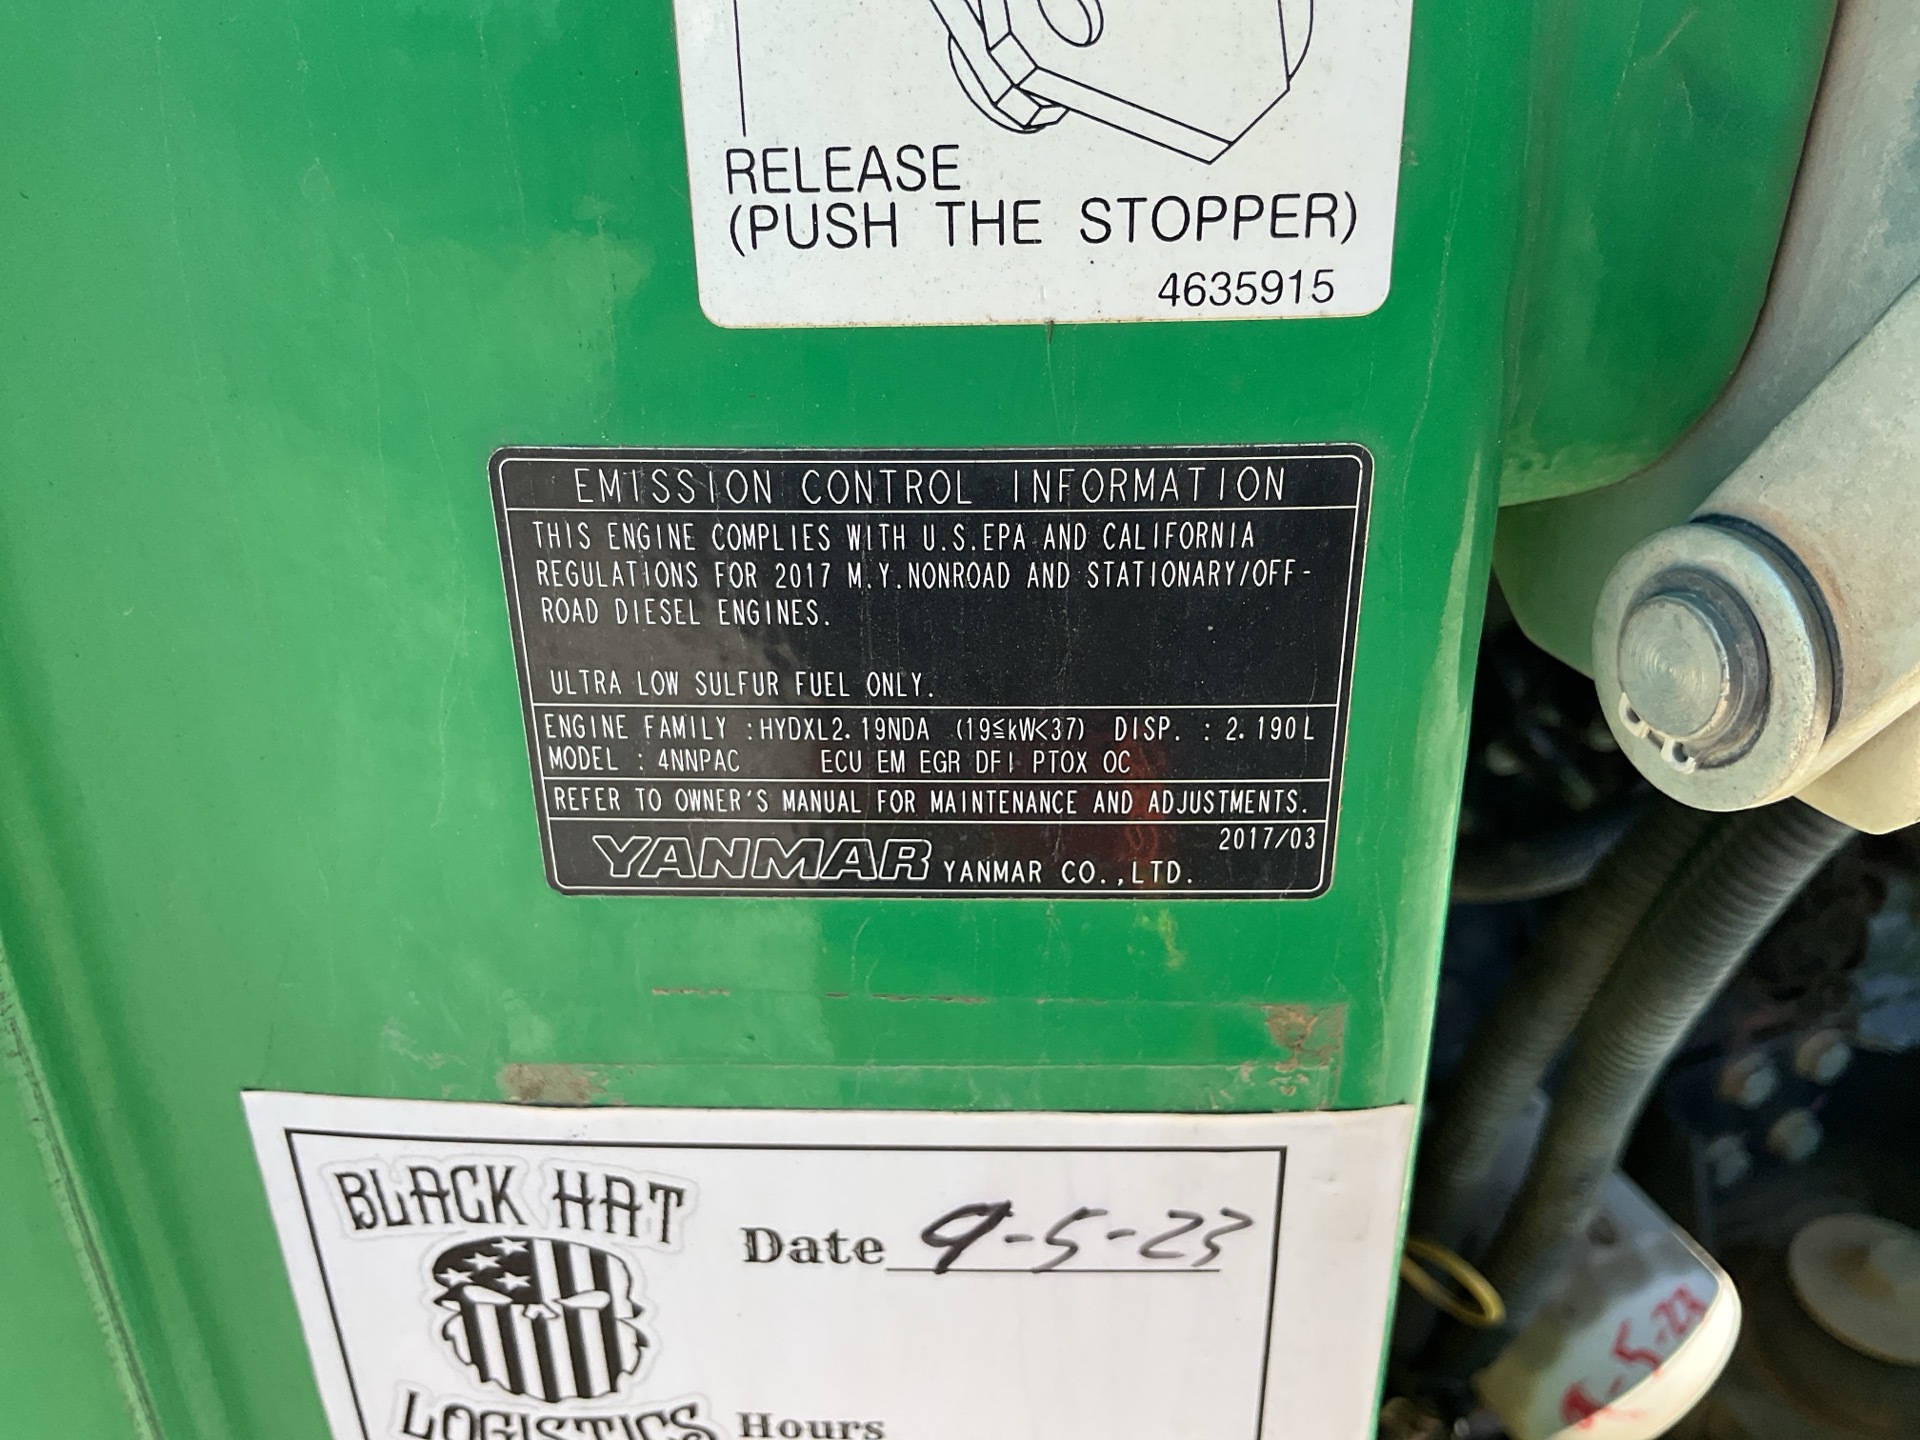 RELEASE
(PUSH THE STOPPER)
4635915
EMISSION CONTROL INFORMATION
THIS ENGINE COMPLIES WITH U.S.EPA AND CALIFORNIA
REGULATIONS FOR 2017 M.Y.NONROAD AND STATIONARY/OFF-
ROAD DIESEL ENGINES.
ULTRA LOW SULFUR FUEL ONLY.
ENGINE FAMILY :HYDXL2.19NDA (19≦kW<37) DISP. : 2.190L
MODEL : 4NNPAC ECU EM EGR DFI PTOX OC
REFER TO OWNER'S MANUAL FOR MAINTENANCE AND ADJUSTMENTS.
2017/03
YANMAR YANMAR CO.,LTD.
BLACK HAT
Date 9-5-23
LOGISTICS
Hours
9-5-23